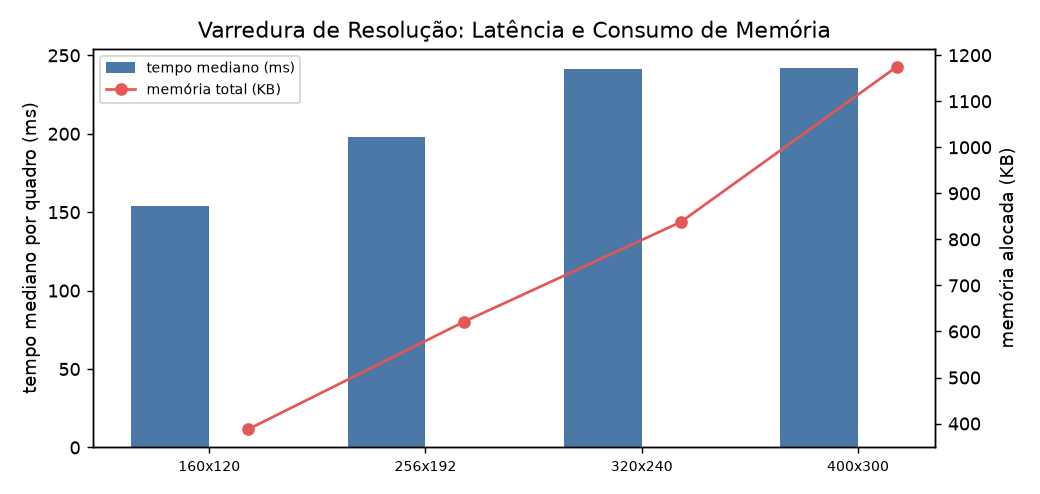 Varredura de Resolução: Latência e Consumo de Memória
tempo mediano (ms)
memória total (KB)
tempo mediano por quadro (ms)
250
200
150
100
50
0
1200
1100
1000
900
800
700
600
500
400
memória alocada (KB)
160x120
256x192
320x240
400x300